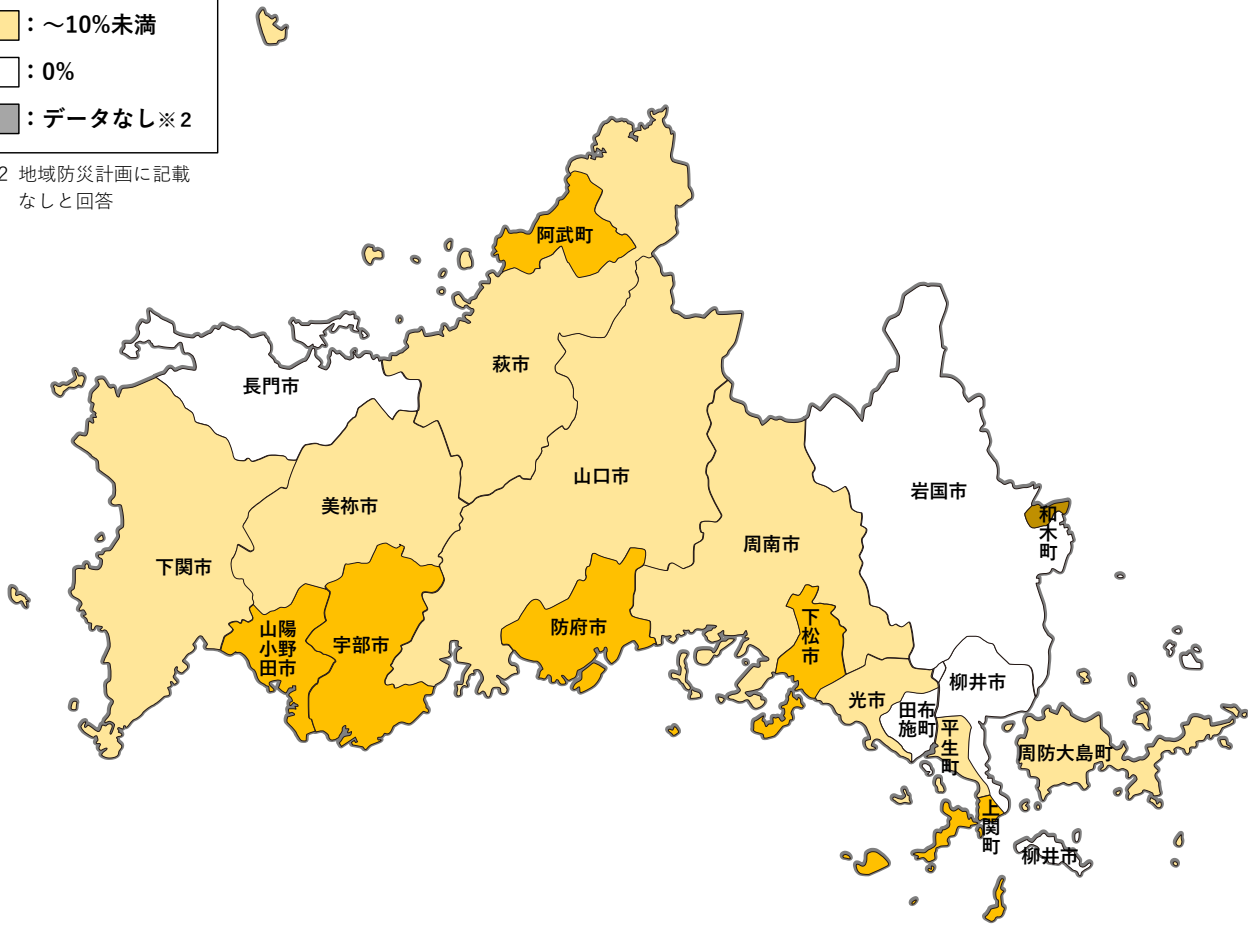 ：～10%未満
：0%
：データなし※2
2 地域防災計画に記載
なしと回答
阿武町
萩市
長門市
山口市
岩国市
美祢市
和木町
周南市
下関市
下松市
山陽小野田市
宇部市
防府市
柳井市
光市
田布施町
平生町
周防大島町
上関町
柳井市